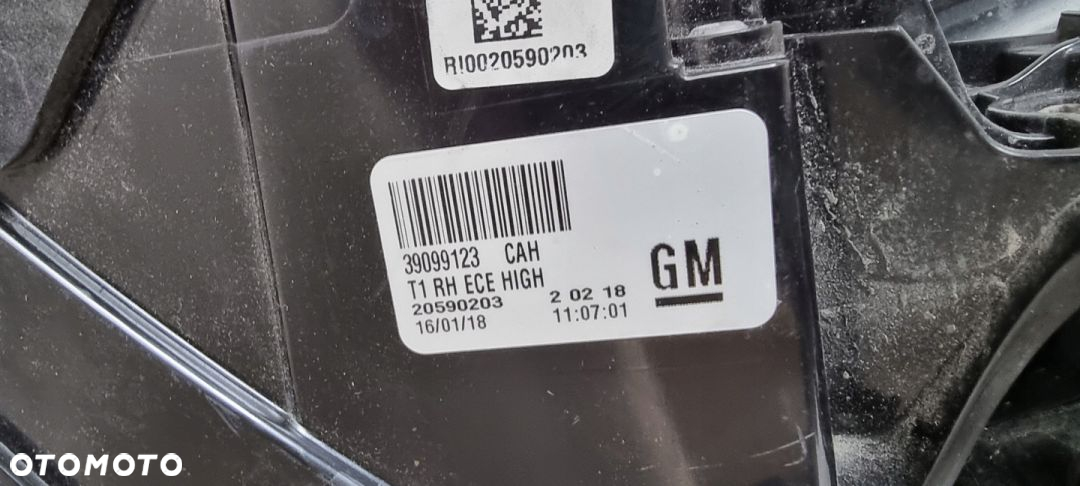 RI0020590203
39099123 CAH
T1 RH ECE HIGH
20590203 2 02 18
16/01/18 11:07:01
GM
OTOMOTO